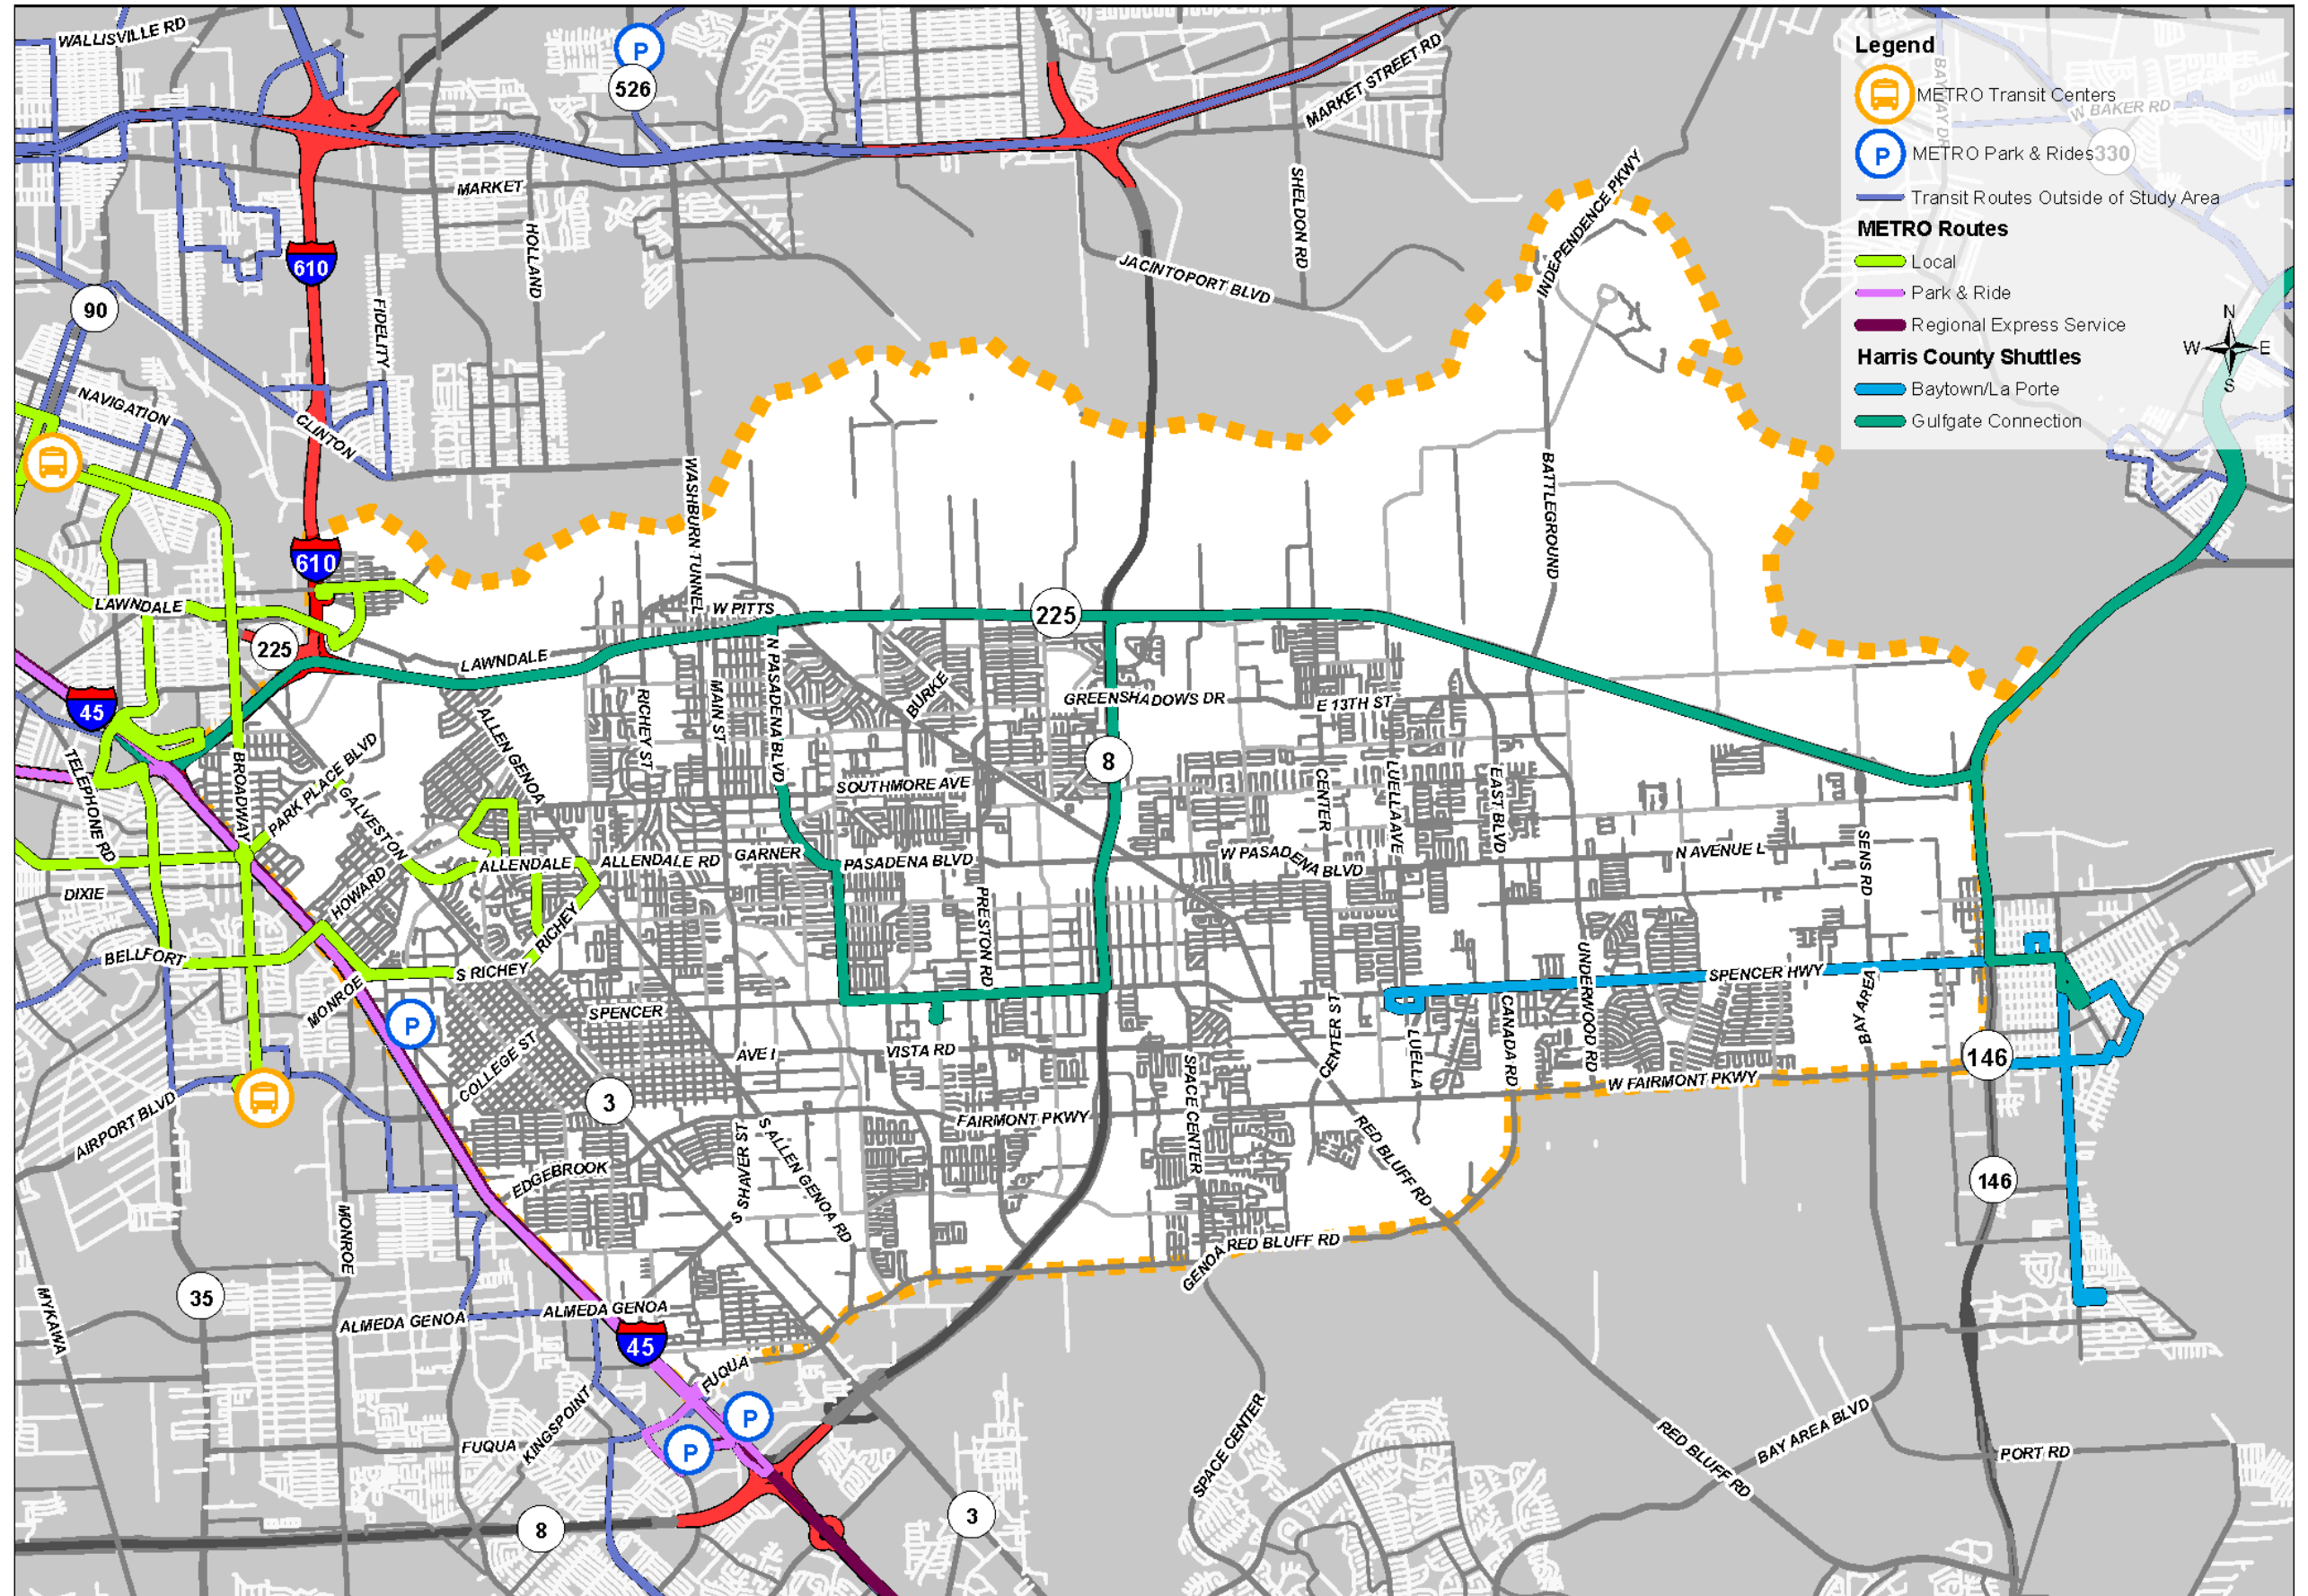 WALLISVILLE RD
P
526
MARKET STREET RD
Legend
METRO Transit Centers
P METRO Park & Rides
Transit Routes Outside of Study Area
METRO Routes
Local
Park & Ride
Regional Express Service
Harris County Shuttles
Baytown/La Porte
Gulfgate Connection
W BAKER RD
330
N
W E
S
MARKET
HOLLAND
SHELDON RD
INDEPENDENCE PKWY
610
JACINTOPORT BLVD
90
FIDELITY
NAVIGATION
CLINTON
WASHBURN TUNNEL
BATTLEGROUND
610
LAWNDALE
W PITTS
225
225
LAWNDALE
N PASADENA BLVD
RICHEY ST
MAIN ST
BURKE
GREENSHADOWS DR
E 13TH ST
45
ALLEN GENOA
TELEPHONE RD
BROADWAY
PARK PLACE BLVD
GALVESTON
8
SOUTHMORE AVE
CENTER
LUELLA AVE
EAST BLVD
SENS RD
ALLENDALE
ALLENDALE RD
GARNER
PASADENA BLVD
W PASADENA BLVD
N AVENUE L
DIXIE
HOWARD
PRESTON RD
RICHEY
BELLFORT
S RICHEY
UNDERWOOD RD
SPENCER HWY
BAY AREA
MONROE
P
SPENCER
COLLEGE ST
AVE I
VISTA RD
CENTER ST
LUELLA
CANADA RD
146
W FAIRMONT PKWY
SPACE CENTER
3
AIRPORT BLVD
FAIRMONT PKWY
S SHAVER ST
S ALLEN GENOA RD
RED BLUFF RD
EDGEBROOK
146
MONROE
GENOA RED BLUFF RD
35
MYKAWA
ALMEDA GENOA
ALMEDA GENOA
45
FUQUA
P
P
KINGSPOINT
FUQUA
SPACE CENTER
RED BLUFF RD
BAY AREA BLVD
PORT RD
8
3